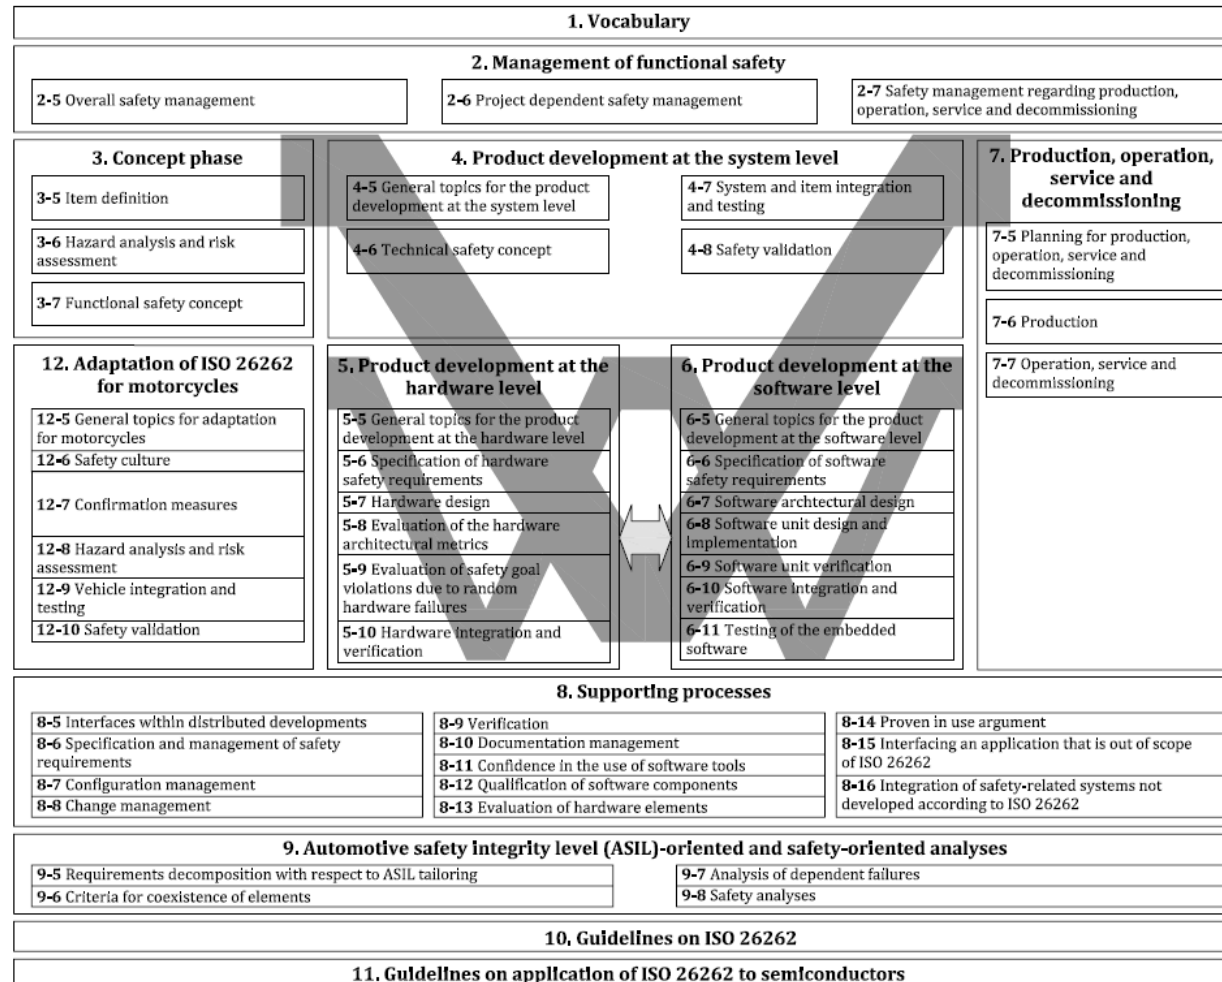 1. Vocabulary
2. Management of functional safety
2-5 Overall safety management
2-6 Project dependent safety management
2-7 Safety management regarding production,
operation, service and decommissioning
3. Concept phase
3-5 Item definition
3-6 Hazard analysis and risk
assessment
3-7 Functional safety concept
4. Product development at the system level
4-5 General topics for the product
development at the system level
4-6 Technical safety concept
4-7 System and item integration
and testing
4-8 Safety validation
7. Production, operation,
service and
decommissioning
7-5 Planning for production,
operation, service and
decommissioning
7-6 Production
7-7 Operation, service and
decommissioning
12. Adaptation of ISO 26262
for motorcycles
12-5 General topics for adaptation
for motorcycles
12-6 Safety culture
12-7 Confirmation measures
12-8 Hazard analysis and risk
assessment
12-9 Vehicle integration and
testing
12-10 Safety validation
5. Product development at the
hardware level
5-5 General topics for the product
development at the hardware level
5-6 Specification of hardware
safety requirements
5-7 Hardware design
5-8 Evaluation of the hardware
architectural metrics
5-9 Evaluation of safety goal
violations due to random
hardware failures
5-10 Hardware integration and
verification
6. Product development at the
software level
6-5 General topics for the product
development at the software level
6-6 Specification of software
safety requirements
6-7 Software archtectural design
6-8 Software unit design and
implementation
6-9 Software unit verification
6-10 Software integration and
verification
6-11 Testing of the embedded
software
8. Supporting processes
8-5 Interfaces within distributed developments
8-6 Specification and management of safety
requirements
8-7 Configuration management
8-8 Change management
8-9 Verification
8-10 Documentation management
8-11 Confidence in the use of software tools
8-12 Qualification of software components
8-13 Evaluation of hardware elements
8-14 Proven in use argument
8-15 Interfacing an application that is out of scope
of ISO 26262
8-16 Integration of safety-related systems not
developed according to ISO 26262
9. Automotive safety integrity level (ASIL)-oriented and safety-oriented analyses
9-5 Requirements decomposition with respect to ASIL tailoring
9-6 Criteria for coexistence of elements
9-7 Analysis of dependent failures
9-8 Safety analyses
10. Guidelines on ISO 26262
11. Guidelines on application of ISO 26262 to semiconductors